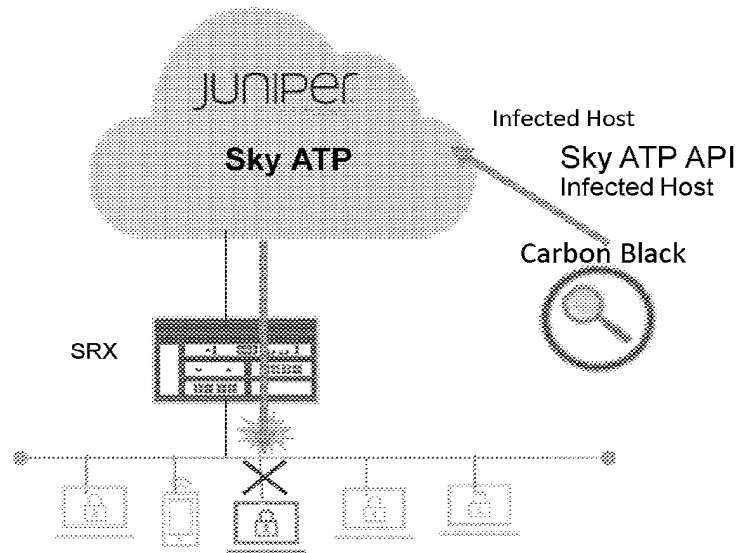 JUNIPer
Sky ATP
Infected Host
Sky ATP API
Infected Host
Carbon Black
SRX